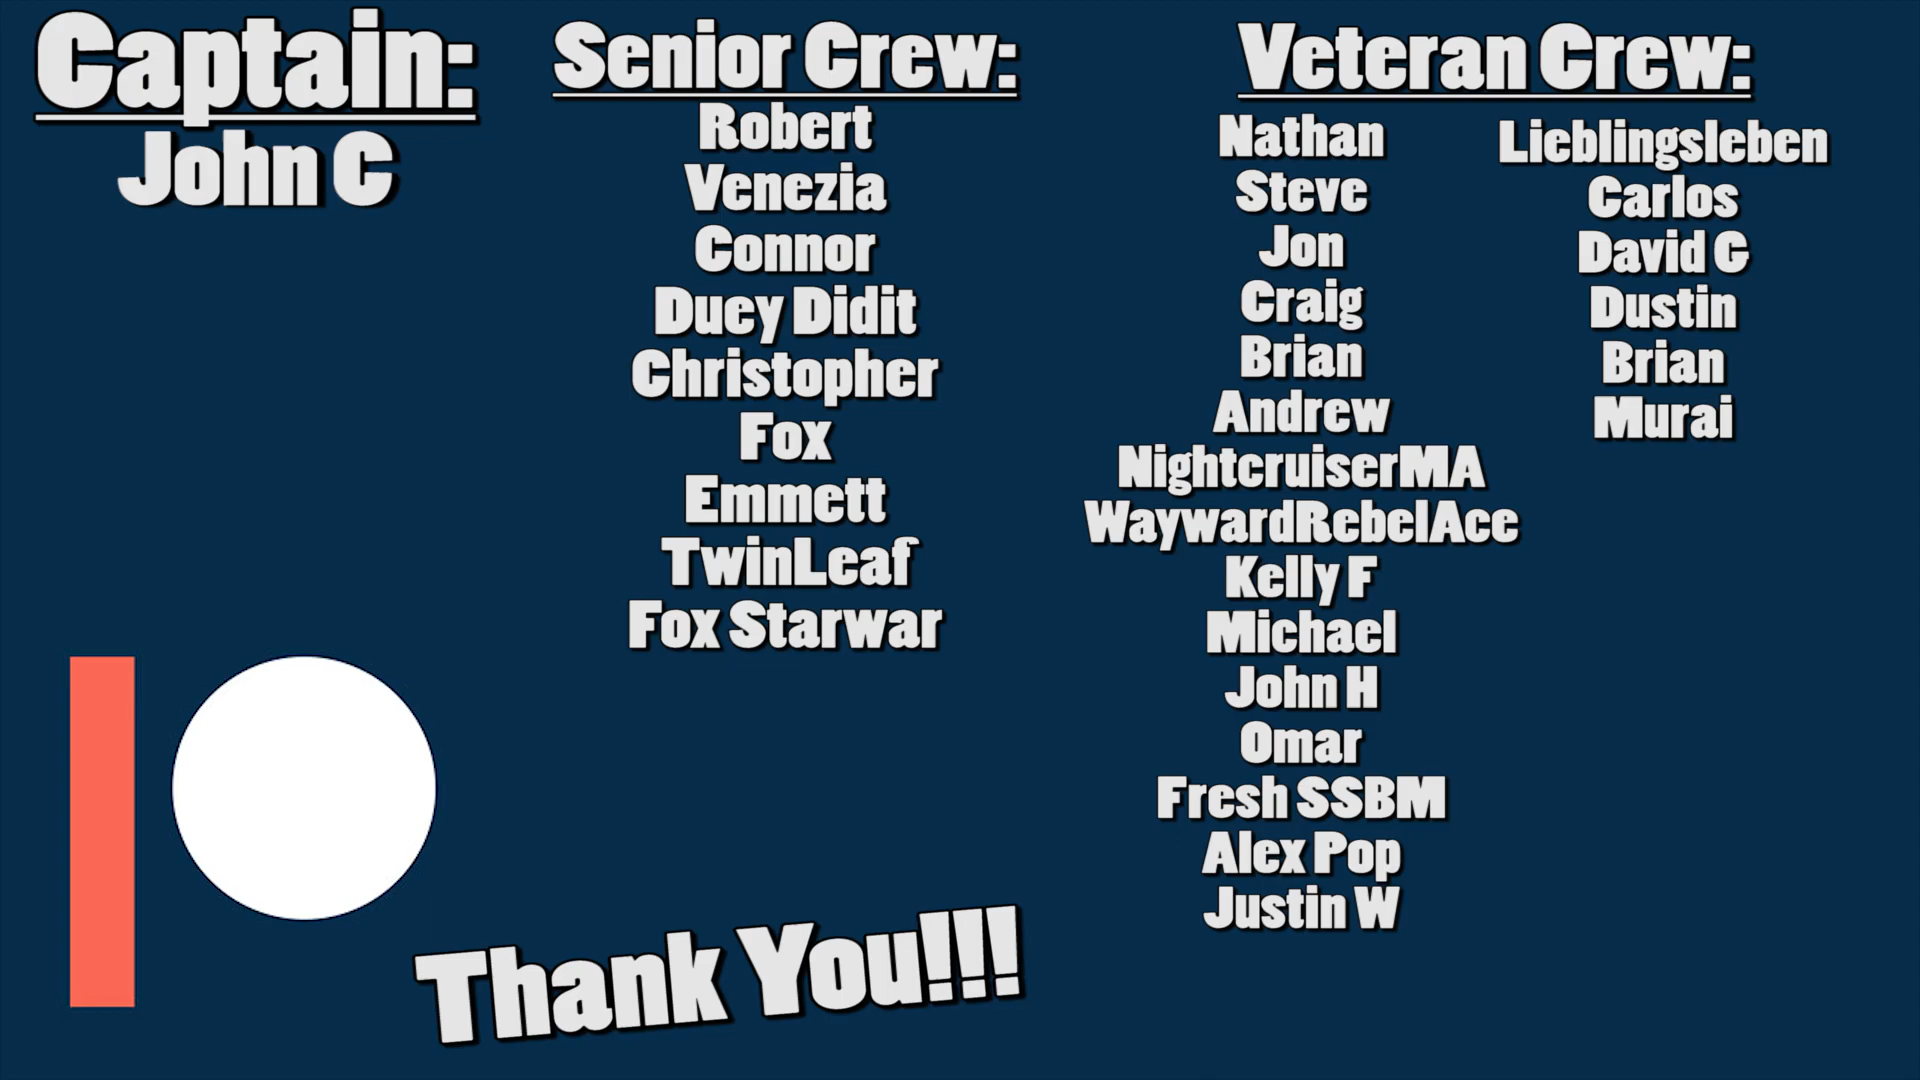 Captain:
John C
Senior Crew:
Robert
Venezia
Connor
Duey Didit
Christopher
Fox
Emmett
TwinLeaf
Fox Starwar
Veteran Crew:
Nathan
Steve
Jon
Craig
Brian
Andrew
NightcruiserMA
WaywardRebelAce
Kelly F
Michael
John H
Omar
Fresh SSBM
Alex Pop
Justin W
Lieblingsleben
Carlos
David G
Dustin
Brian
Murai
Thank You!!!